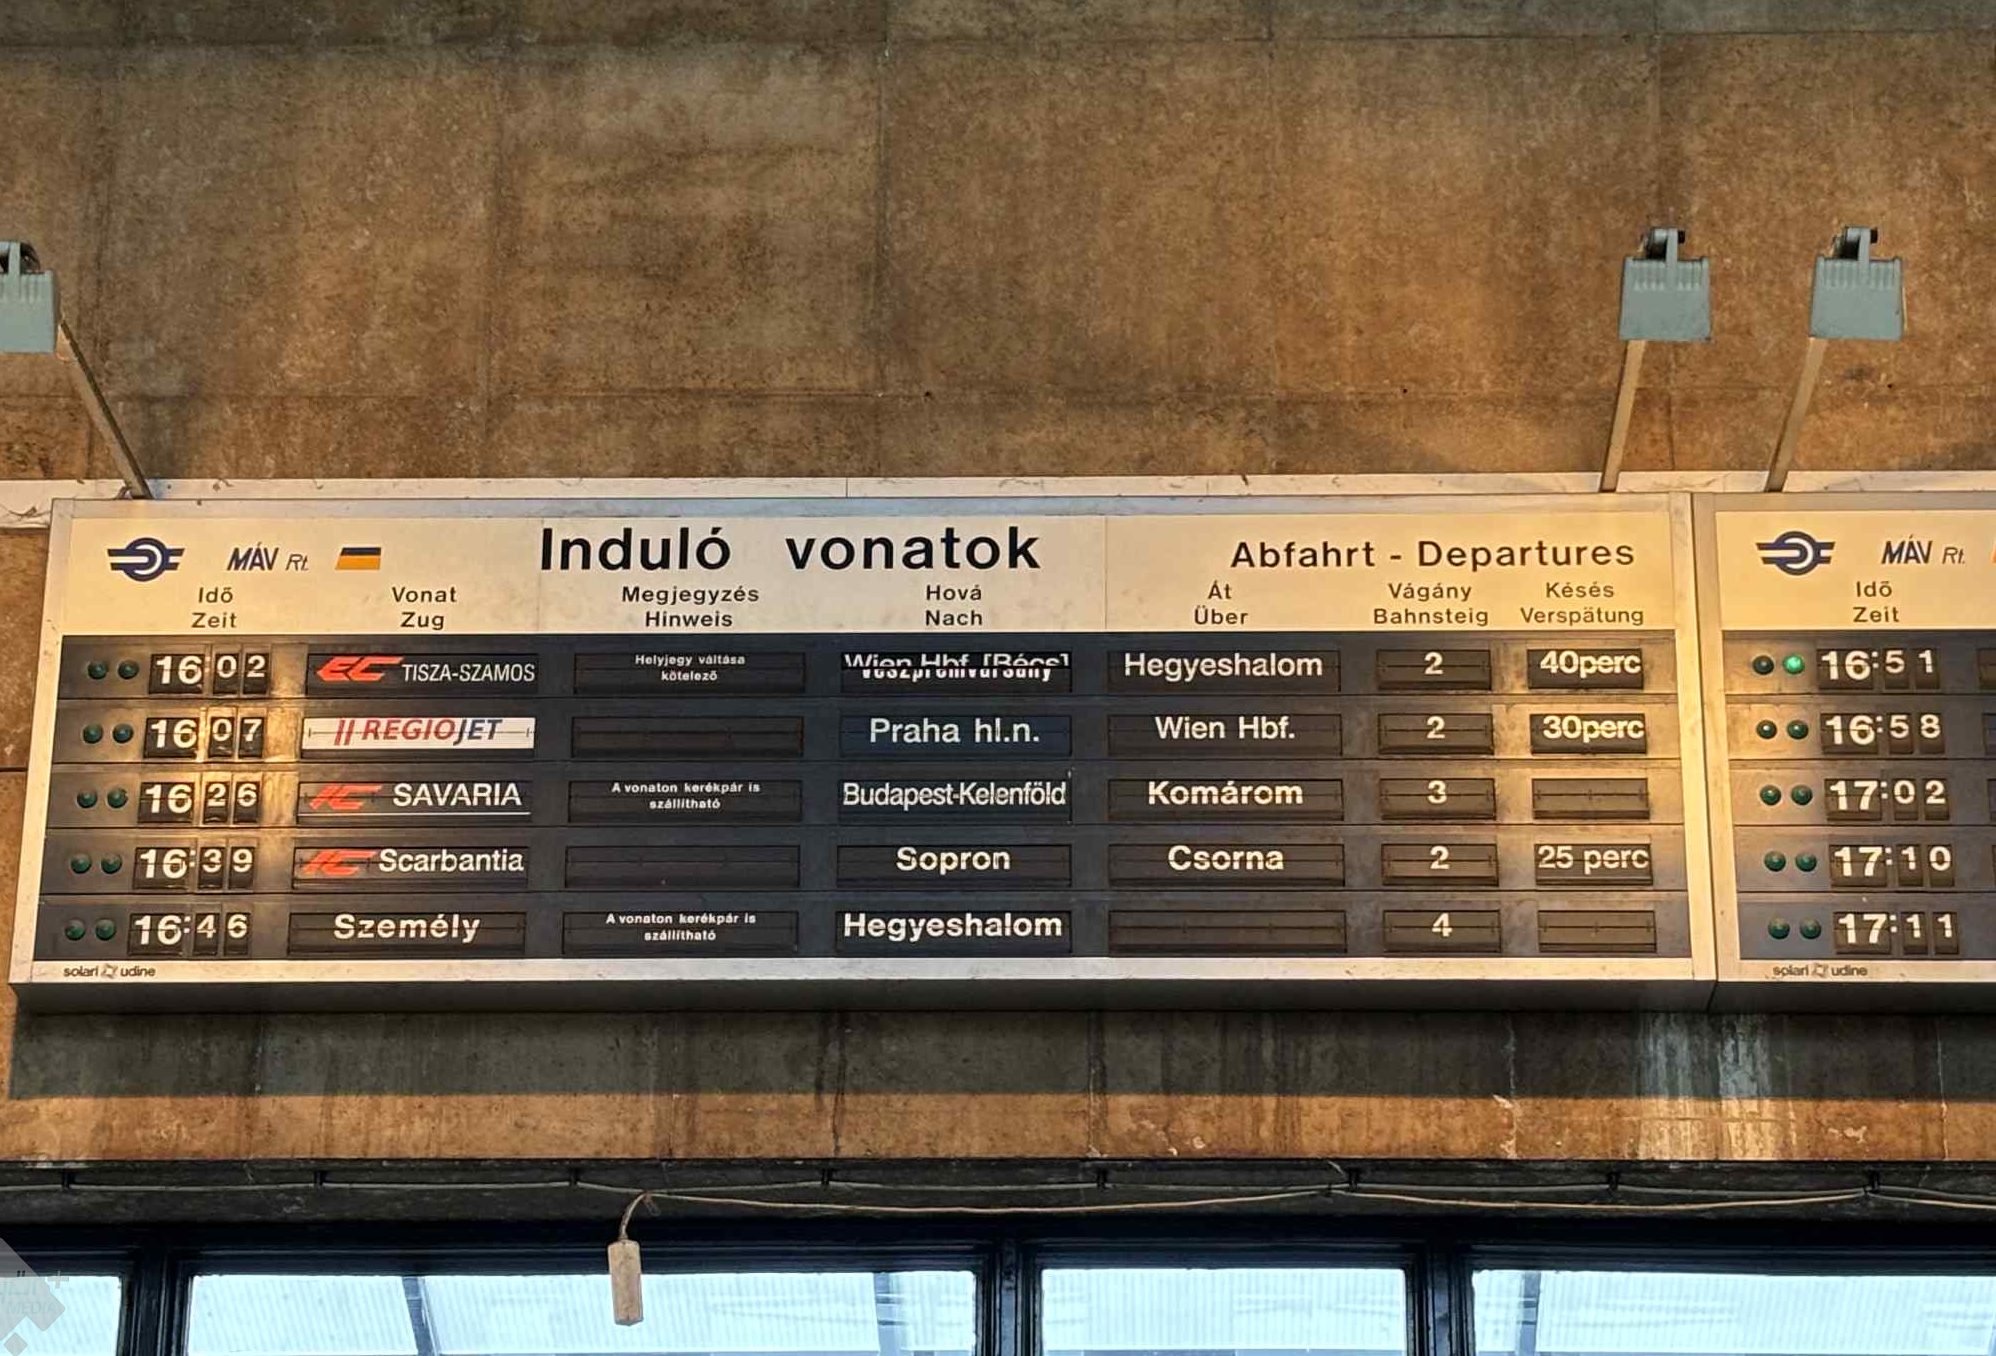 MÁV Rt. Induló vonatok Abfahrt - Departures
Idő Vonat Megjegyzés Hová Át Vágány Késés
Zeit Zug Hinweis Nach Über Bahnsteig Verspätung
16:02 EC TISZA-SZAMOS Helyjegy váltása kötelező Wien Hbf. [Bécs] Hegyeshalom 2 40perc
16:07 REGIOJET Praha hl.n. Wien Hbf. 2 30perc
16:26 IC SAVARIA A vonaton kerékpár is szállítható Budapest-Kelenföld Komárom 3
16:39 IC Scarbantia Sopron Csorna 2 25 perc
16:46 Személy A vonaton kerékpár is szállítható Hegyeshalom 4
solari udine
MÁV Rt.
Idő
Zeit
16:51
16:58
17:02
17:10
17:11
solari udine
MEDIA